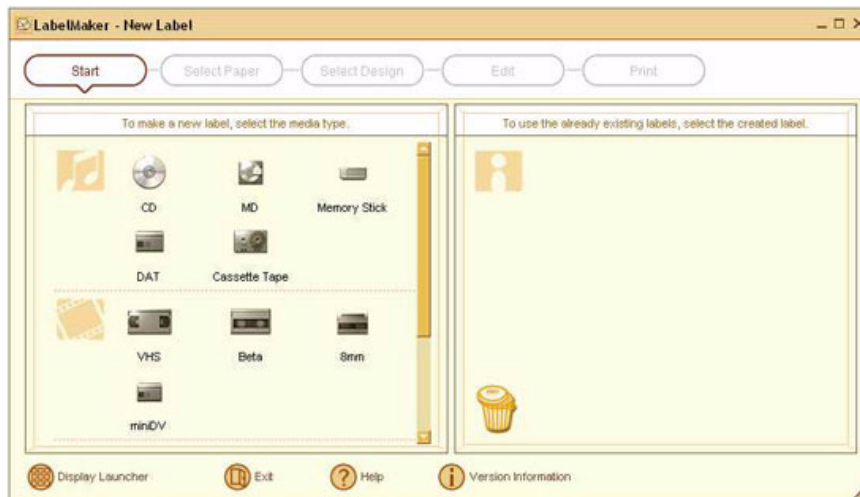 LabelMaker - New Label
Start
Select Paper
Select Design
Edit
Print
To make a new label, select the media type.
To use the already existing labels, select the created label.
CD
MD
Memory Stick
DAT
Cassette Tape
VHS
Beta
8mm
miniDV
Display Launcher
Exit
Help
Version Information